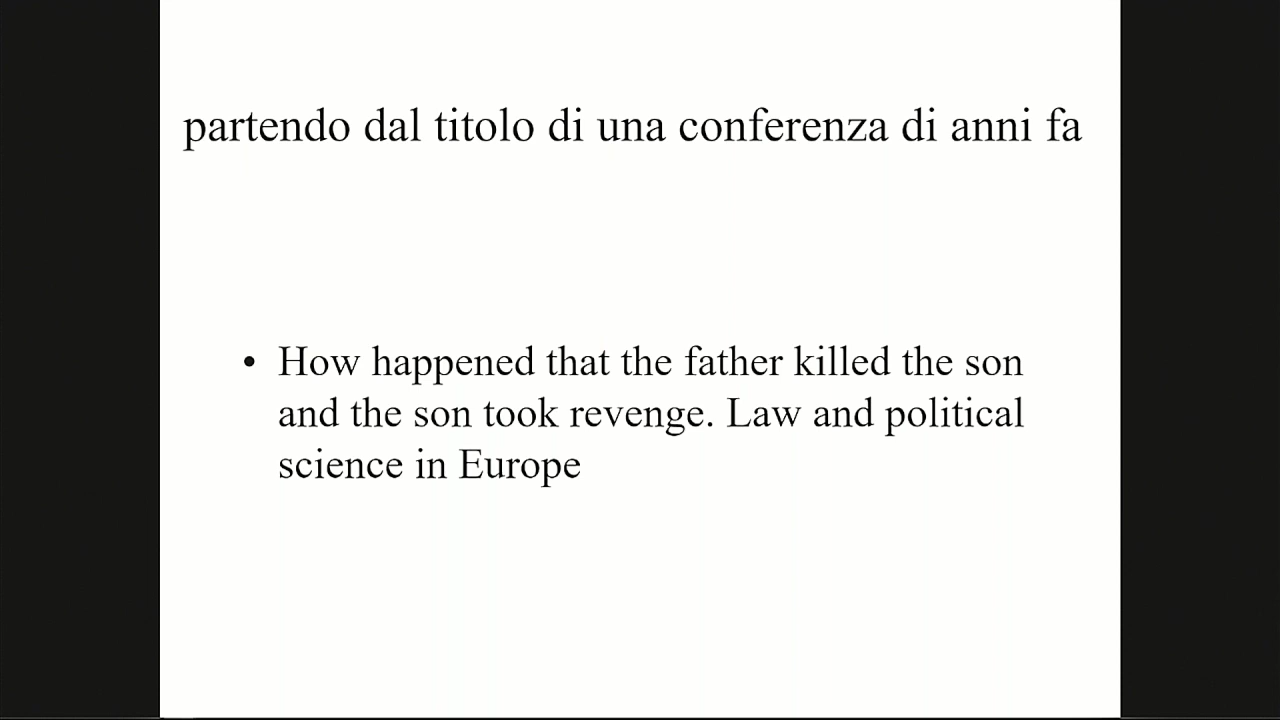 partendo dal titolo di una conferenza di anni fa
• How happened that the father killed the son
and the son took revenge. Law and political
science in Europe